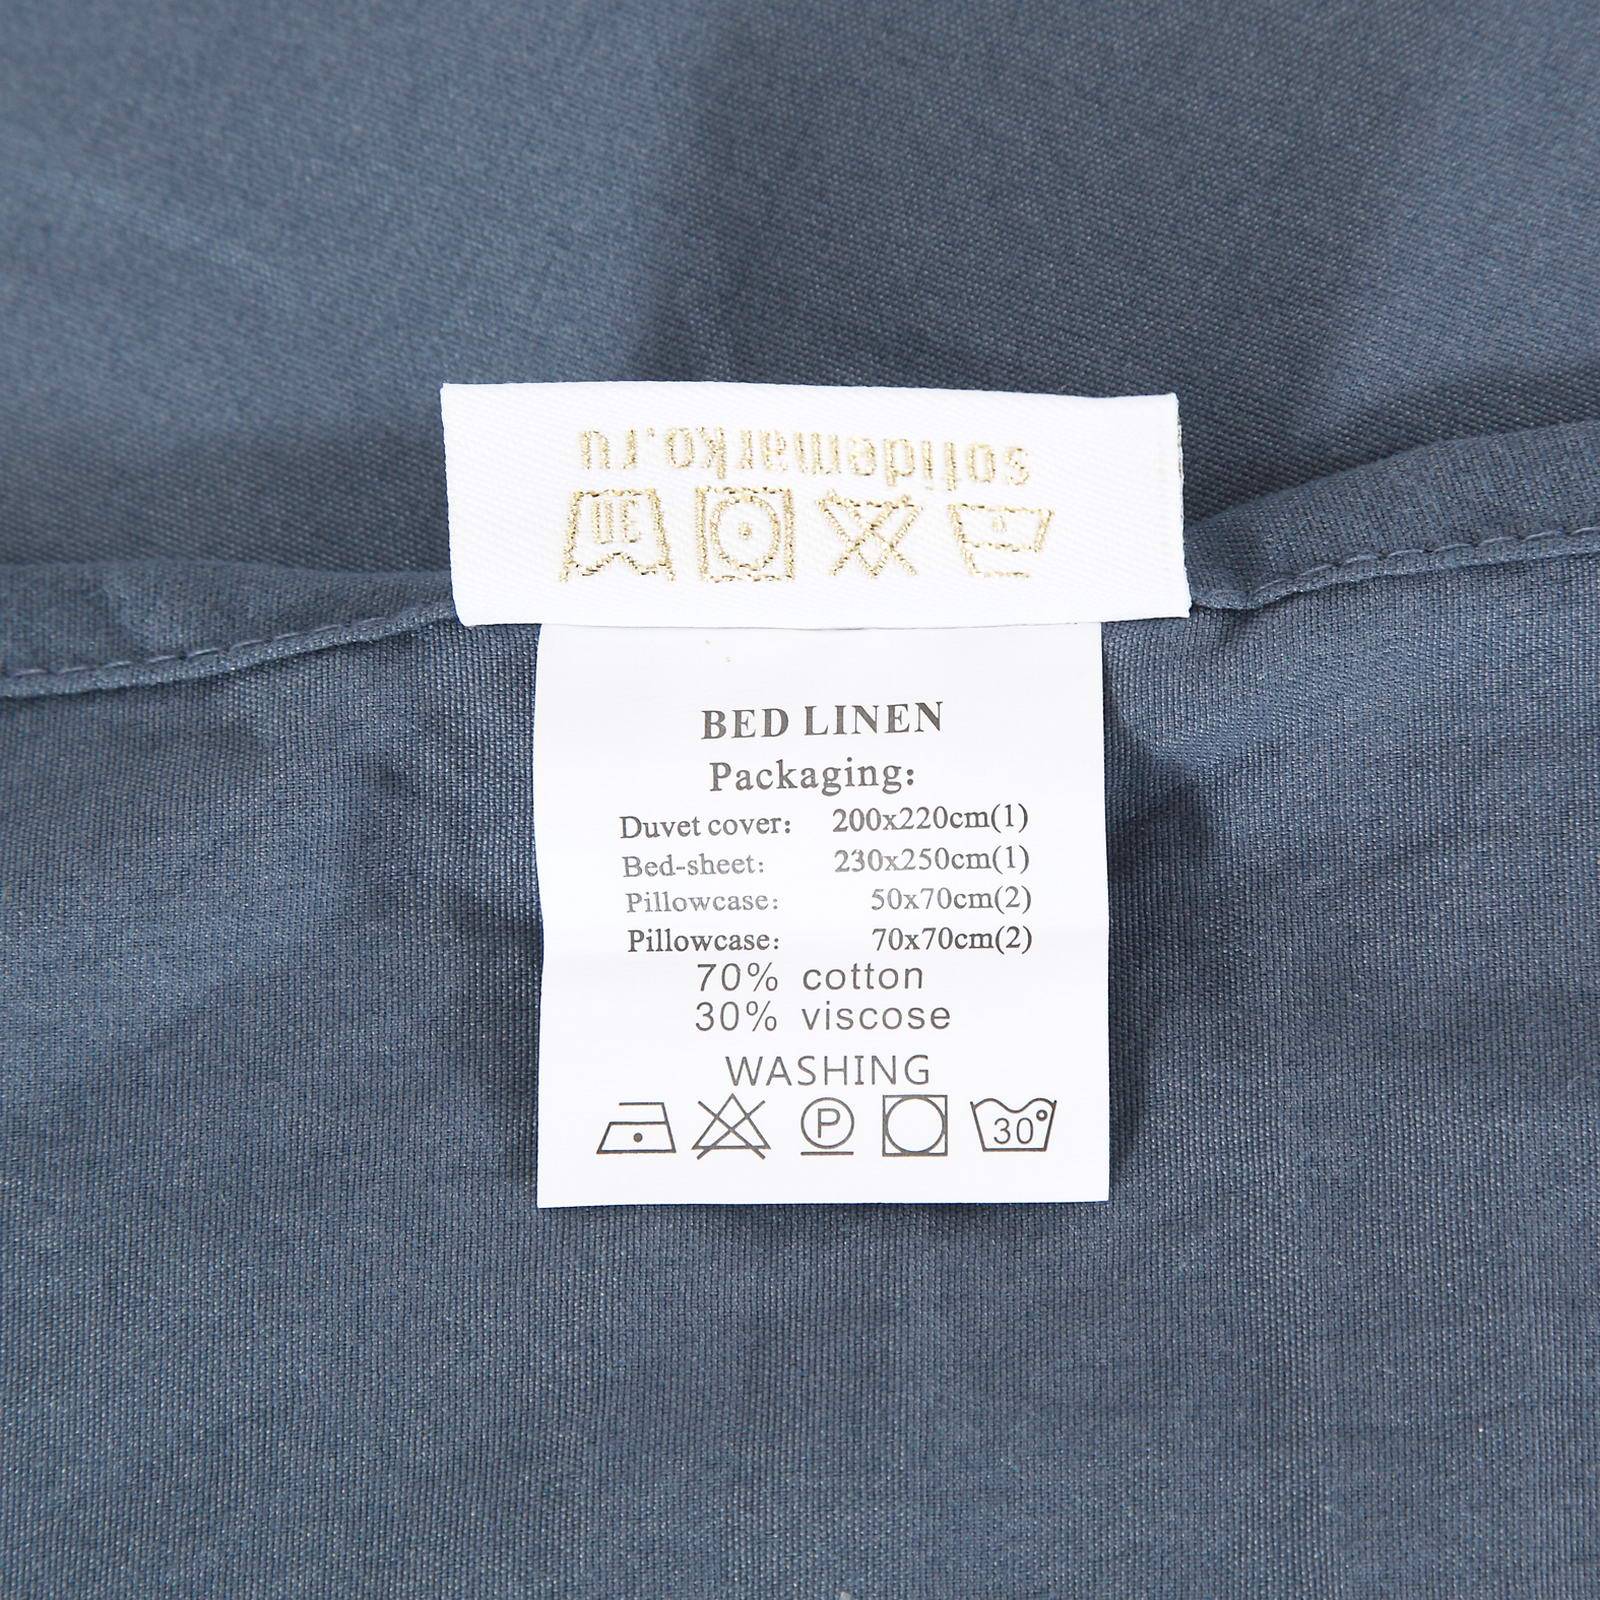 sofidemarko.ru
30
BED LINEN
Packaging:
Duvet cover: 200x220cm(1)
Bed-sheet: 230x250cm(1)
Pillowcase: 50x70cm(2)
Pillowcase: 70x70cm(2)
70% cotton
30% viscose
WASHING
P 30°